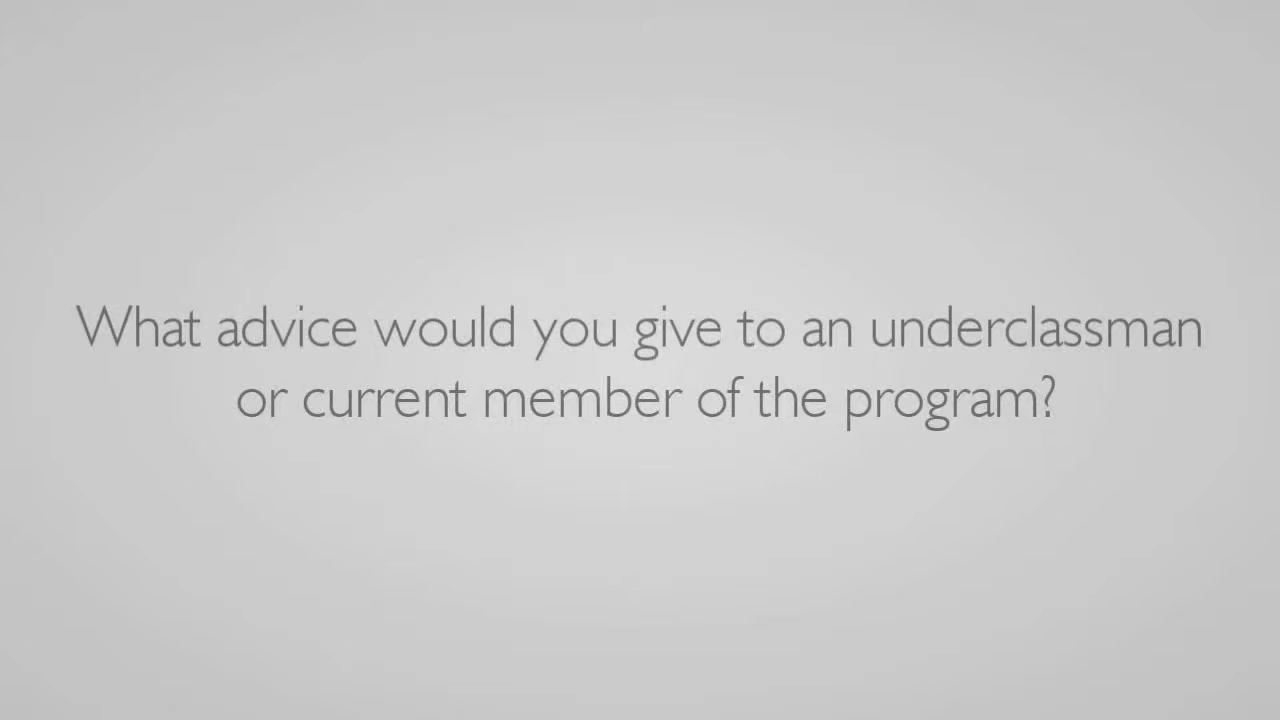 What advice would you give to an underclassman
or current member of the program?